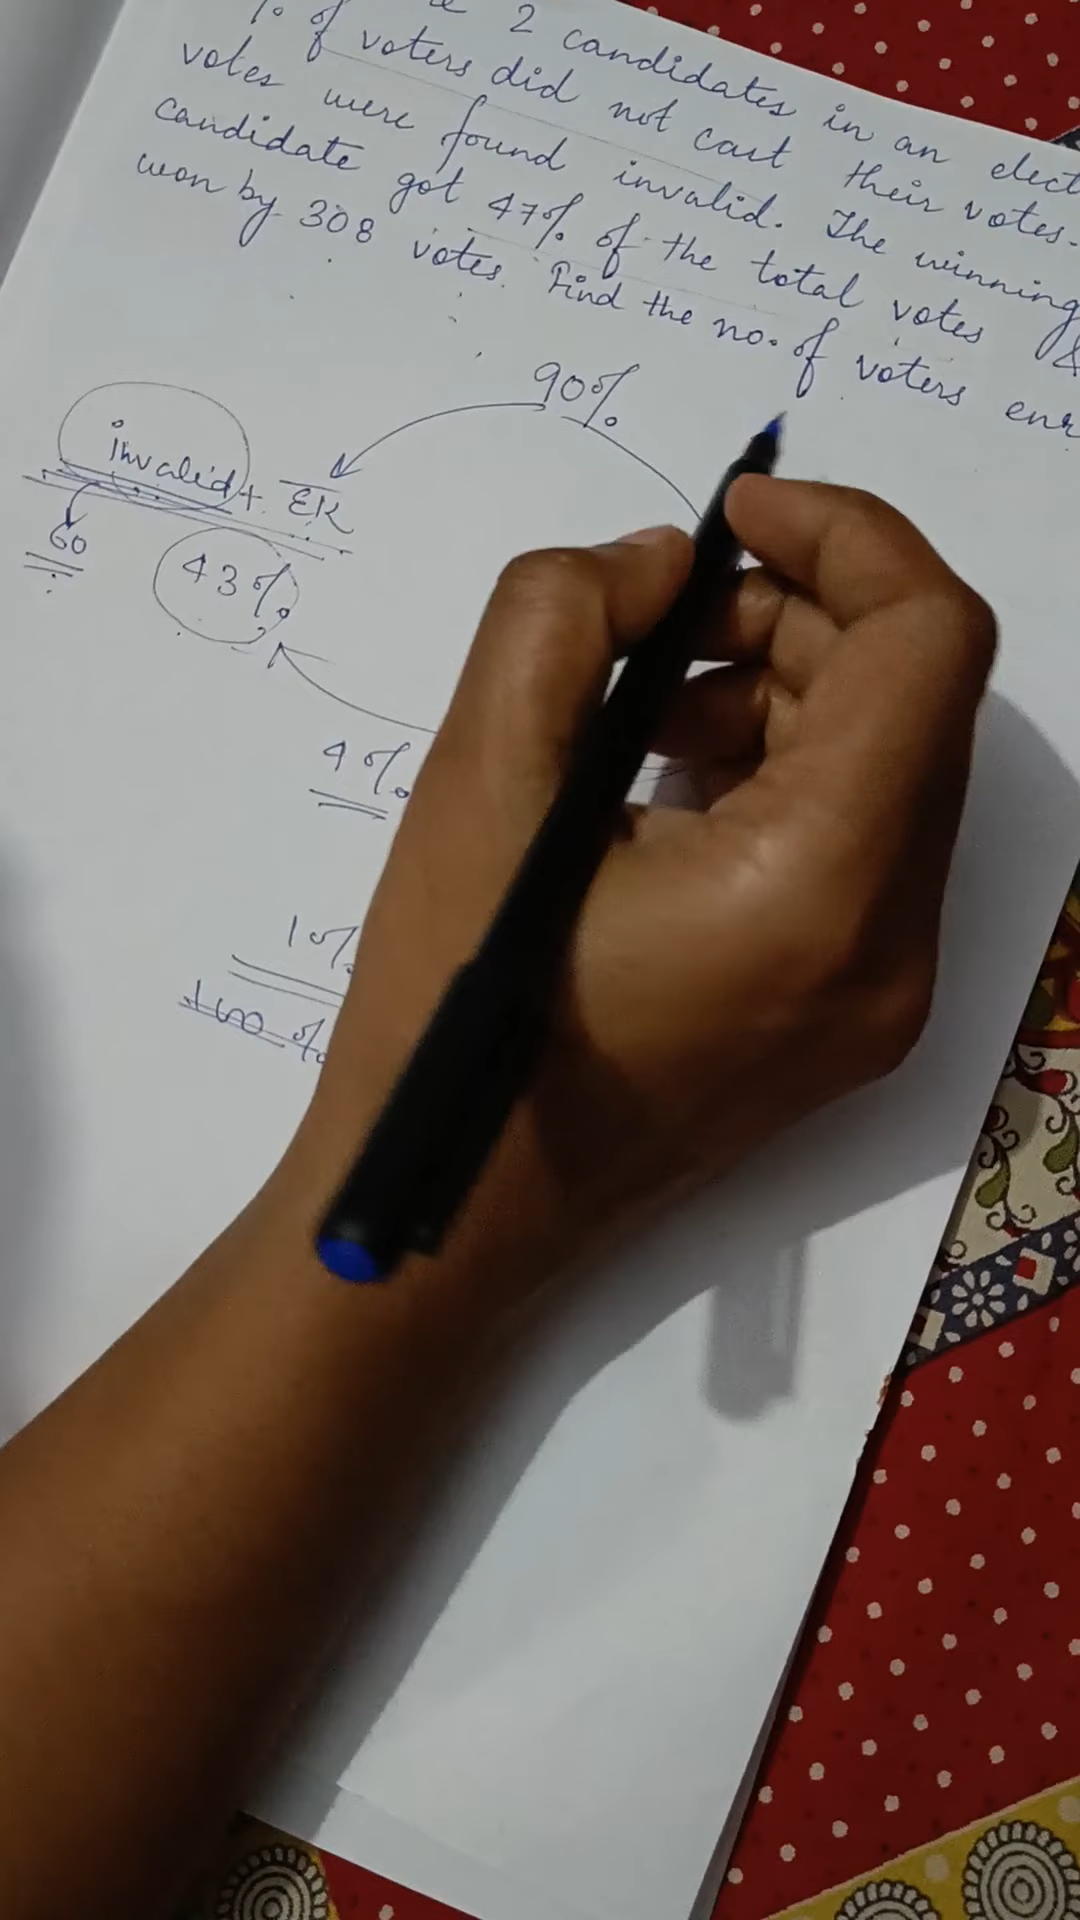 2 candidates in an elect
% of voters did not cast their votes.
votes were found invalid. The winning
candidate got 47% of the total votes &
won by 308 votes. Find the no. of voters enr
90%
invalid + EK
60
43%
4%
1%
100%